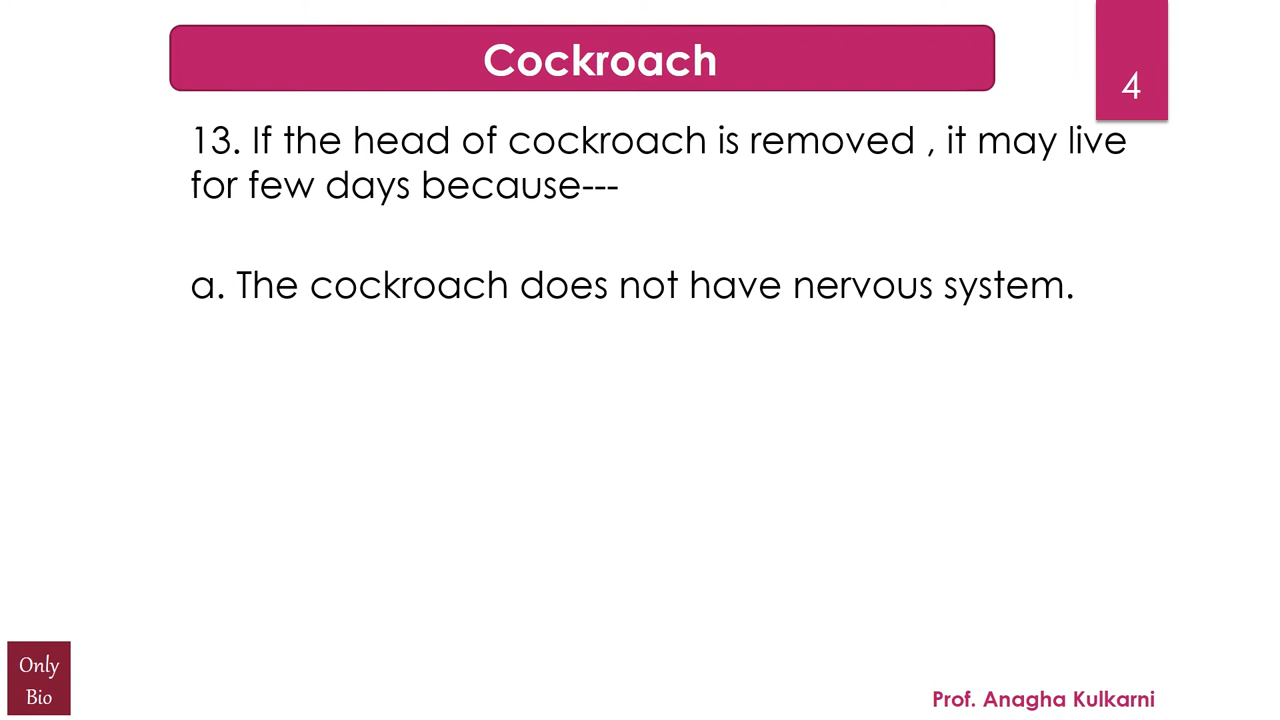 Cockroach
4
13. If the head of cockroach is removed , it may live
for few days because---
a. The cockroach does not have nervous system.
Only
Bio
Prof. Anagha Kulkarni